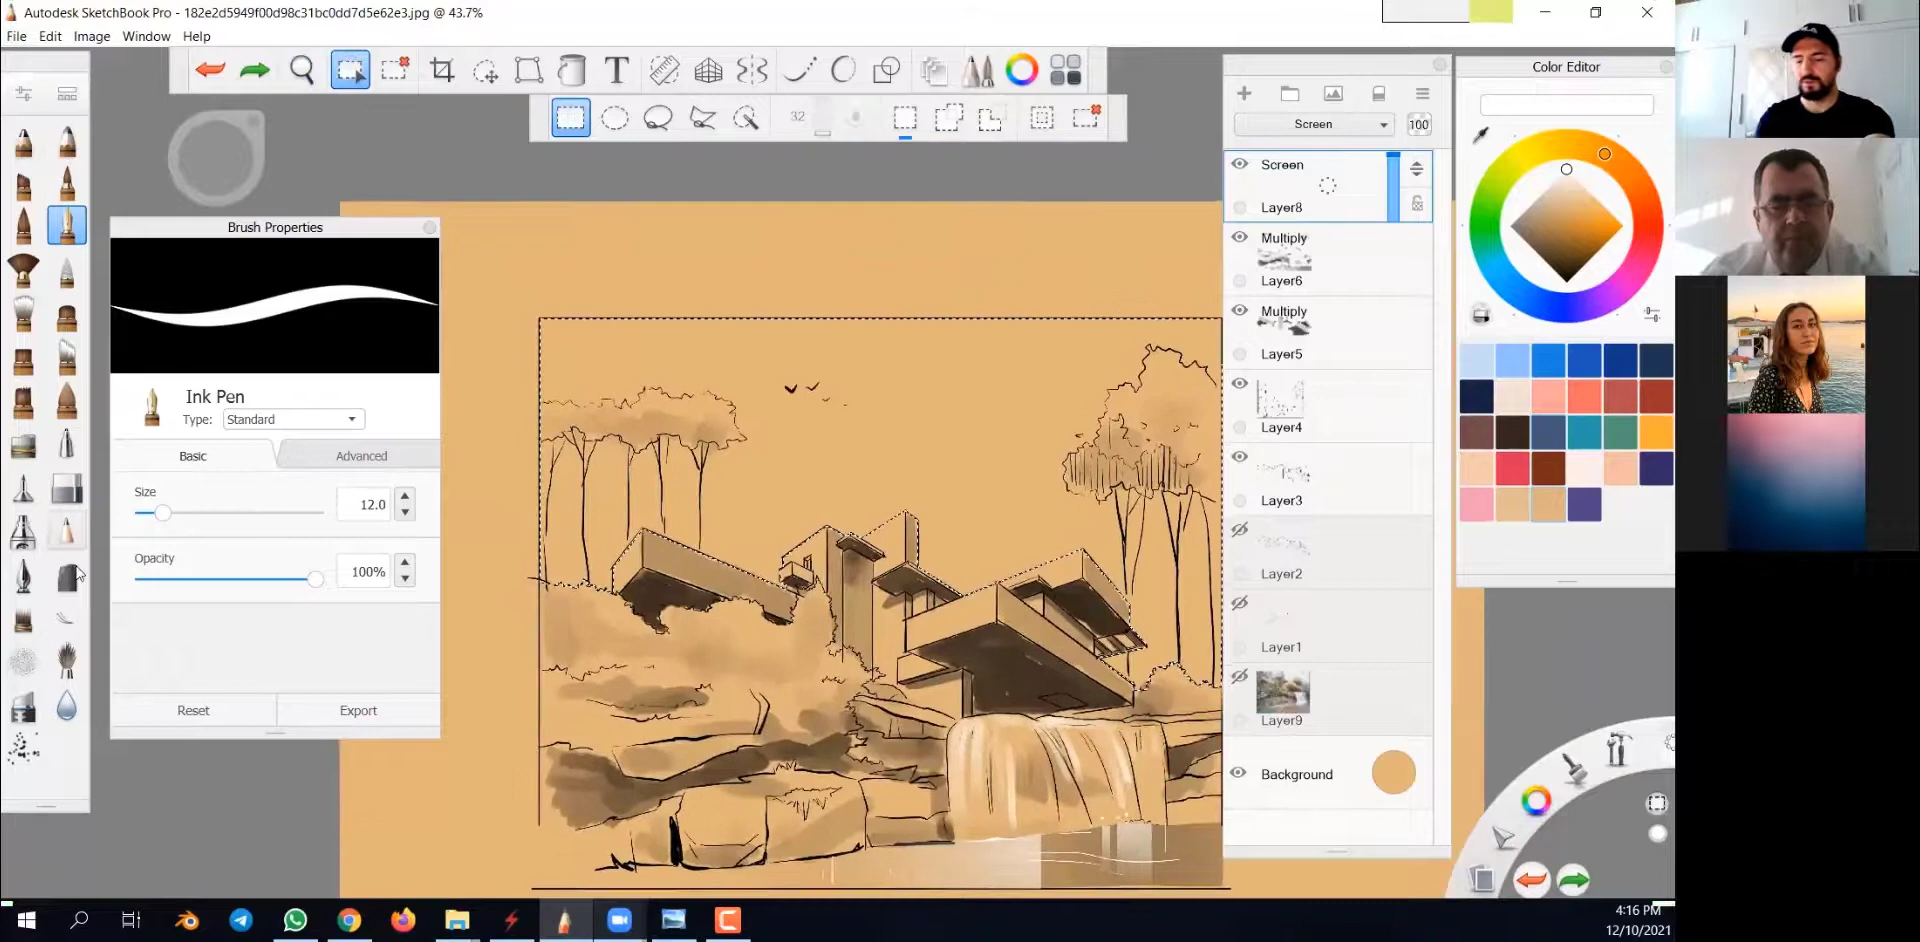 Autodesk SketchBook Pro - 182e2d5949f00d98c31bc0dd7d5e62e3.jpg @ 43.7%
File Edit Image Window Help
T
32
Brush Properties
Ink Pen
Type: Standard
Basic Advanced
Size
12.0
Opacity
100%
Reset Export
Screen 100
Screen
Layer8
Multiply
Layer6
Multiply
Layer5
Layer4
Layer3
Layer2
Layer1
Layer9
Background
Color Editor
4:16 PM
12/10/2021